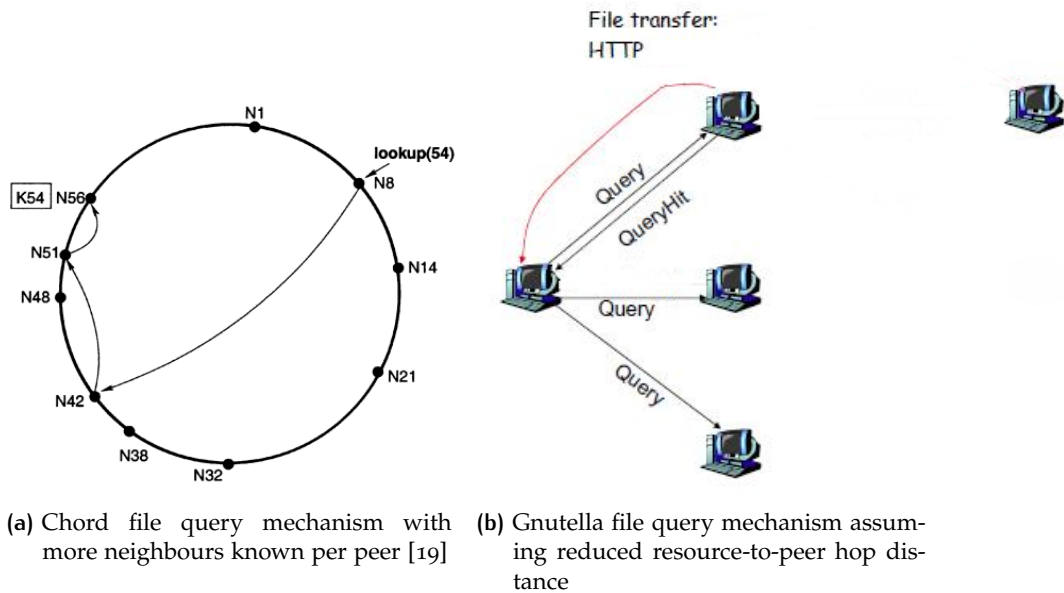 File transfer:
HTTP
N1
lookup(54)
N8
K54
N56
N51
N14
N48
N21
N42
N38
N32
Query
QueryHit
Query
Query
(a) Chord file query mechanism with
more neighbours known per peer [19]
(b) Gnutella file query mechanism assum-
ing reduced resource-to-peer hop dis-
tance